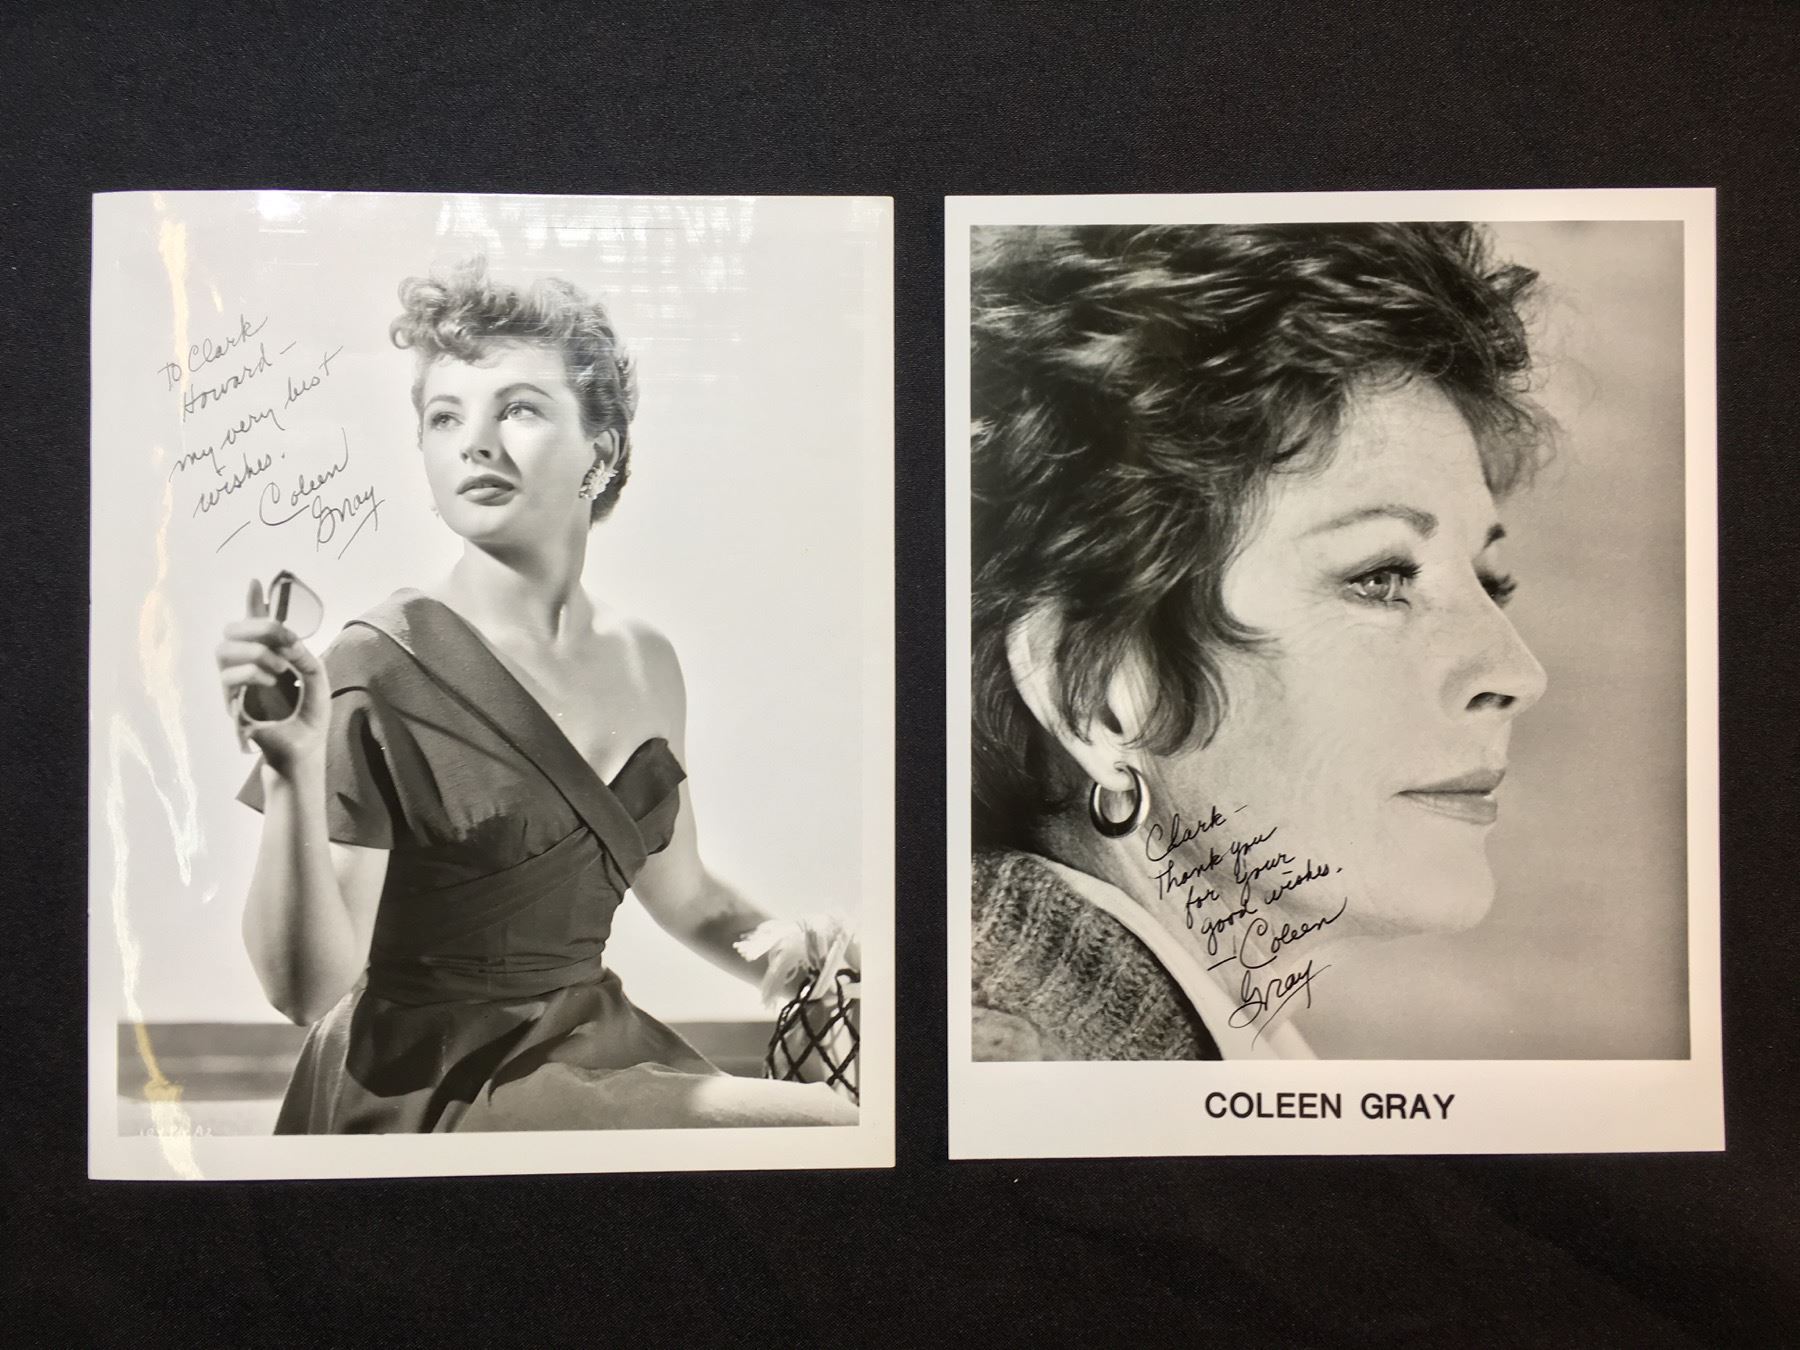 To Clark
Howard –
my very best
wishes.
– Coleen
Gray
Clark –
Thank you
for your
good wishes.
– Coleen
Gray
COLEEN GRAY